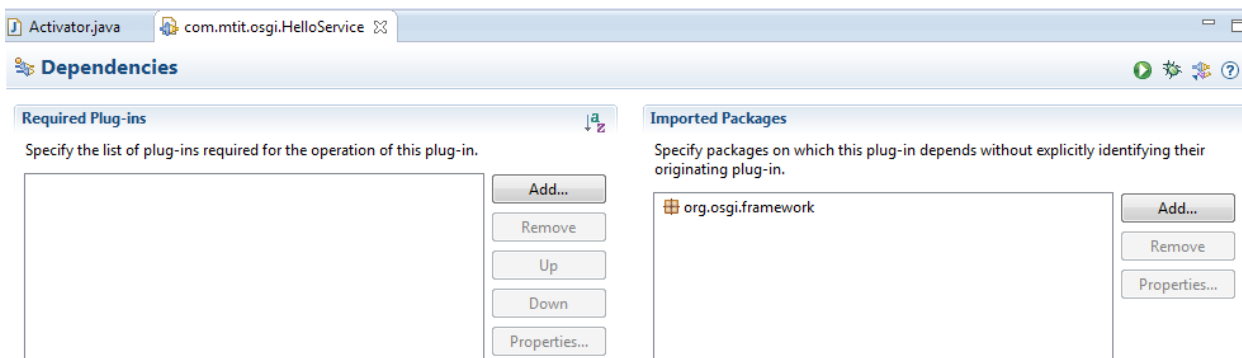 Activator.java
com.mtit.osgi.HelloService
Dependencies
Required Plug-ins
Specify the list of plug-ins required for the operation of this plug-in.
Add...
Remove
Up
Down
Properties...
Imported Packages
Specify packages on which this plug-in depends without explicitly identifying their
originating plug-in.
org.osgi.framework
Add...
Remove
Properties...